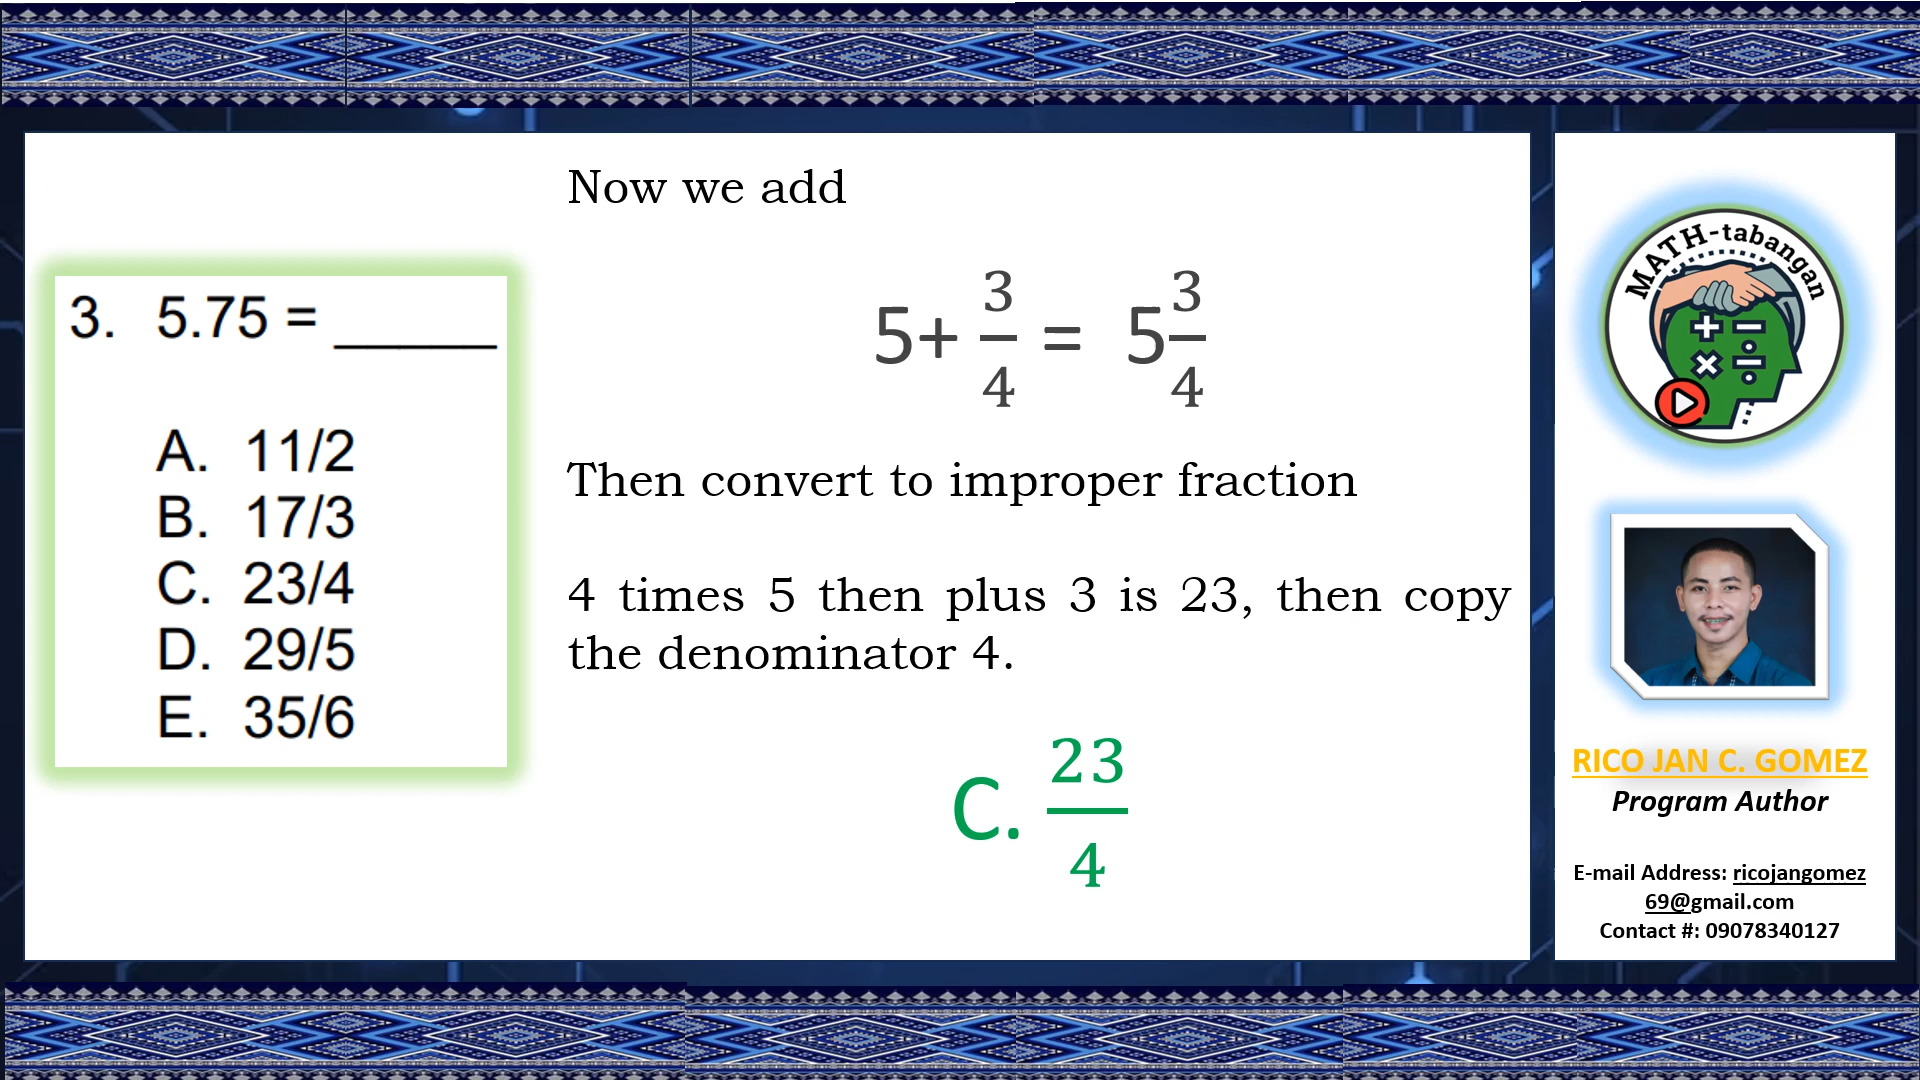 3. 5.75 = _____
A. 11/2
B. 17/3
C. 23/4
D. 29/5
E. 35/6
Now we add
5+ 3/4 = 5 3/4
Then convert to improper fraction
4 times 5 then plus 3 is 23, then copy
the denominator 4.
C. 23/4
MATH-tabangan
RICO JAN C. GOMEZ
Program Author
E-mail Address: ricojangomez
69@gmail.com
Contact #: 09078340127